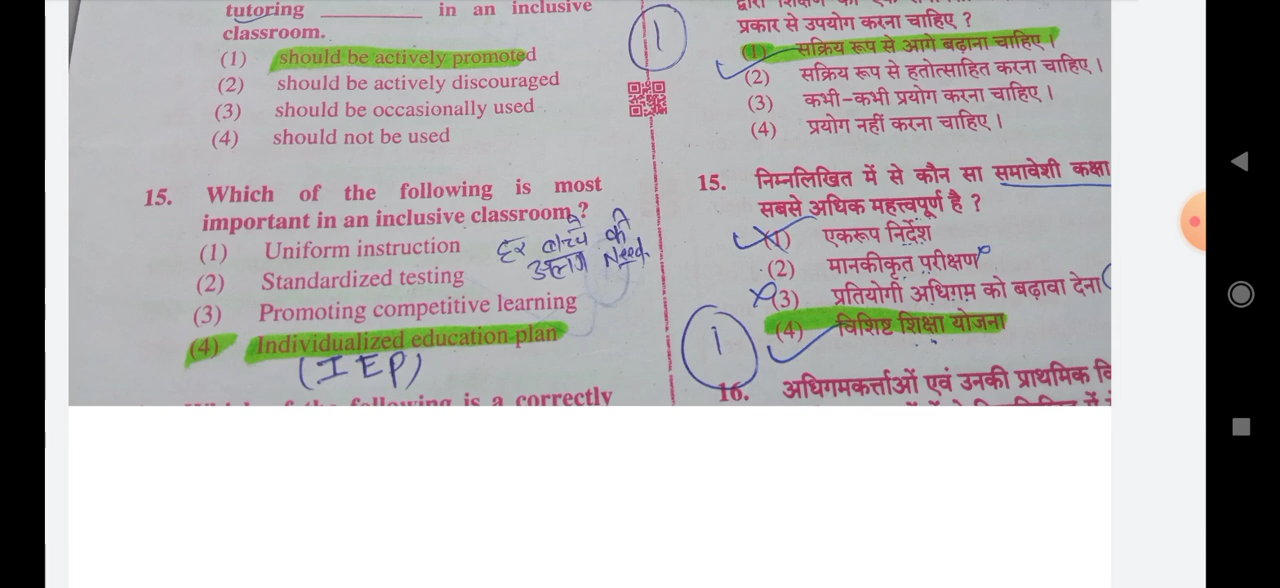 tutoring ________ in an inclusive
classroom.
(1) should be actively promoted
(2) should be actively discouraged
(3) should be occasionally used
(4) should not be used
15. Which of the following is most
important in an inclusive classroom ?
(1) Uniform instruction
(2) Standardized testing
(3) Promoting competitive learning
(4) Individualized education plan
(IEP)
हर बच्चे की
अलग Need.
1
प्रकार से उपयोग करना चाहिए ?
(1) सक्रिय रूप से आगे बढ़ाना चाहिए ।
(2) सक्रिय रूप से हतोत्साहित करना चाहिए ।
(3) कभी-कभी प्रयोग करना चाहिए ।
(4) प्रयोग नहीं करना चाहिए ।
15. निम्नलिखित में से कौन सा समावेशी कक्षा
सबसे अधिक महत्त्वपूर्ण है ?
(1) एकरूप निर्देश
(2) मानकीकृत परीक्षण
(3) प्रतियोगी अधिगम को बढ़ावा देना
(4) विशिष्ट शिक्षा योजना
1
16. अधिगमकर्त्ताओं एवं उनकी प्राथमिक
following is a correctly